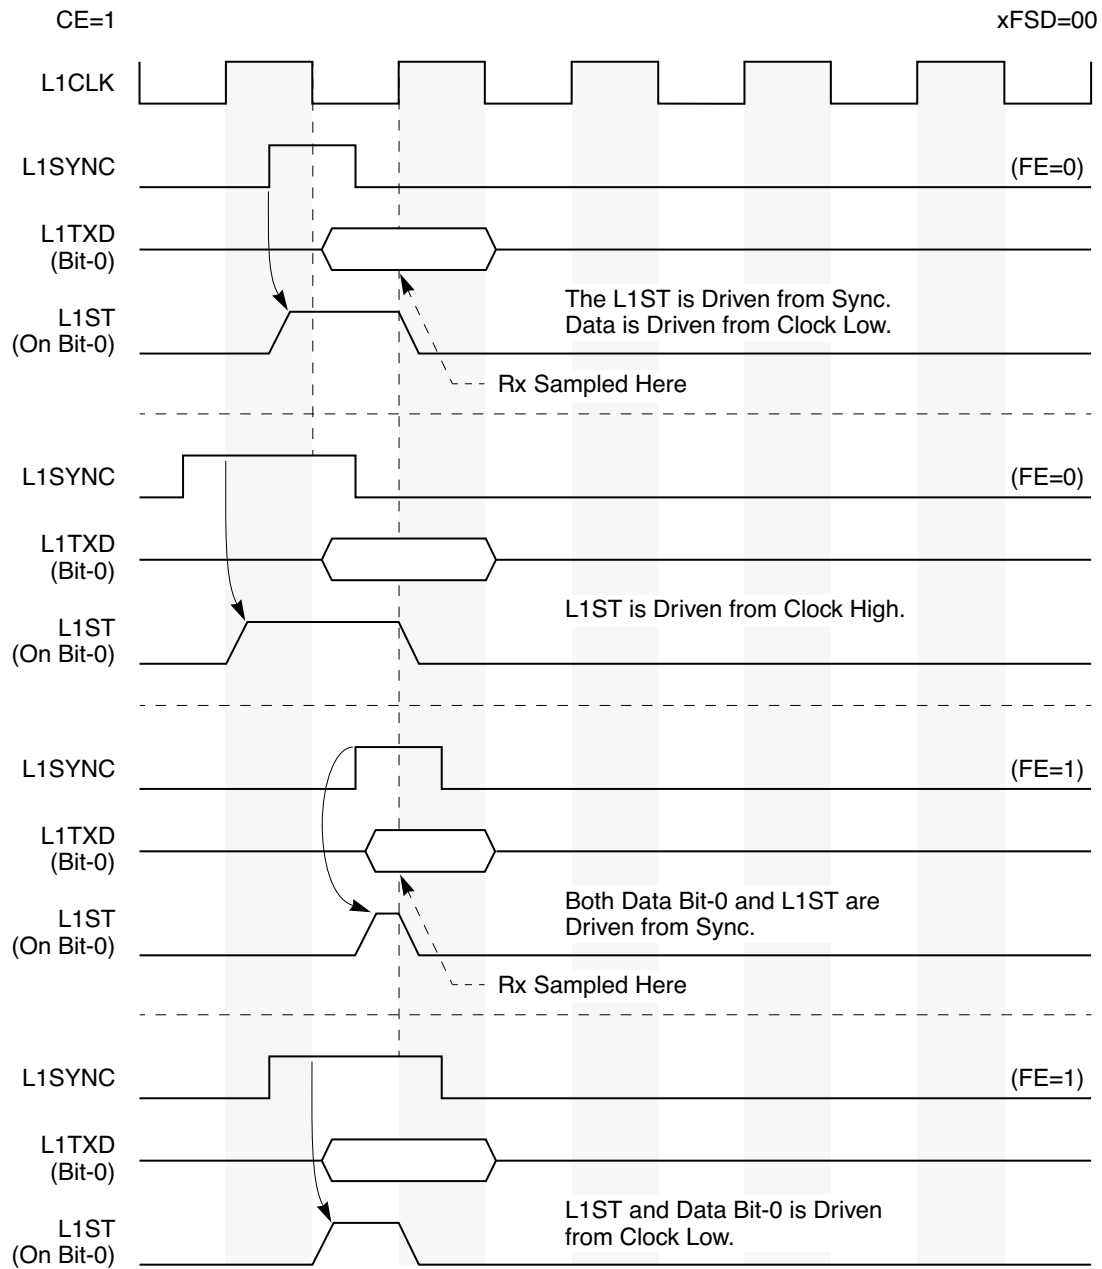 CE=1 xFSD=00
L1CLK
L1SYNC (FE=0)
L1TXD
(Bit-0)
The L1ST is Driven from Sync.
Data is Driven from Clock Low.
L1ST
(On Bit-0)
Rx Sampled Here
L1SYNC (FE=0)
L1TXD
(Bit-0)
L1ST is Driven from Clock High.
L1ST
(On Bit-0)
L1SYNC (FE=1)
L1TXD
(Bit-0)
Both Data Bit-0 and L1ST are
Driven from Sync.
L1ST
(On Bit-0)
Rx Sampled Here
L1SYNC (FE=1)
L1TXD
(Bit-0)
L1ST and Data Bit-0 is Driven
from Clock Low.
L1ST
(On Bit-0)